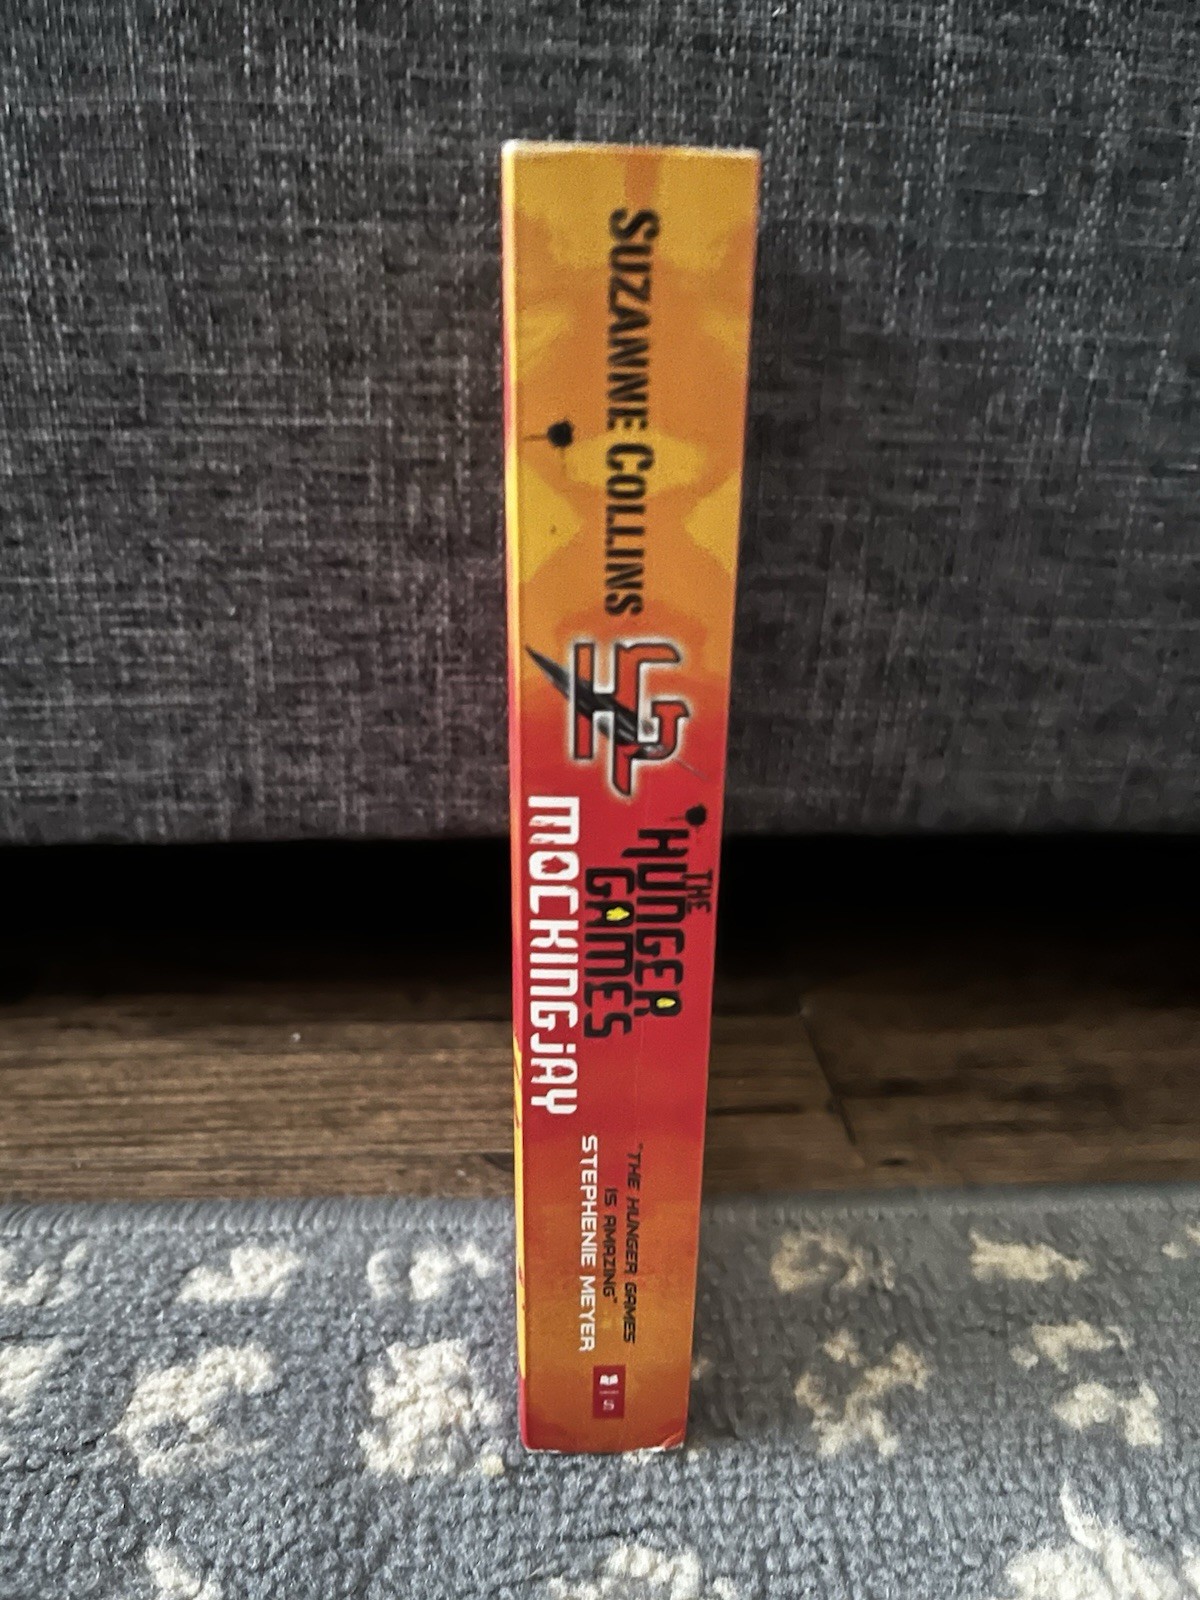 SUZANNE COLLINS
THE
HUNGER
GAMES
MOCKINGJAY
"THE HUNGER GAMES
IS AMAZING"
STEPHENIE MEYER